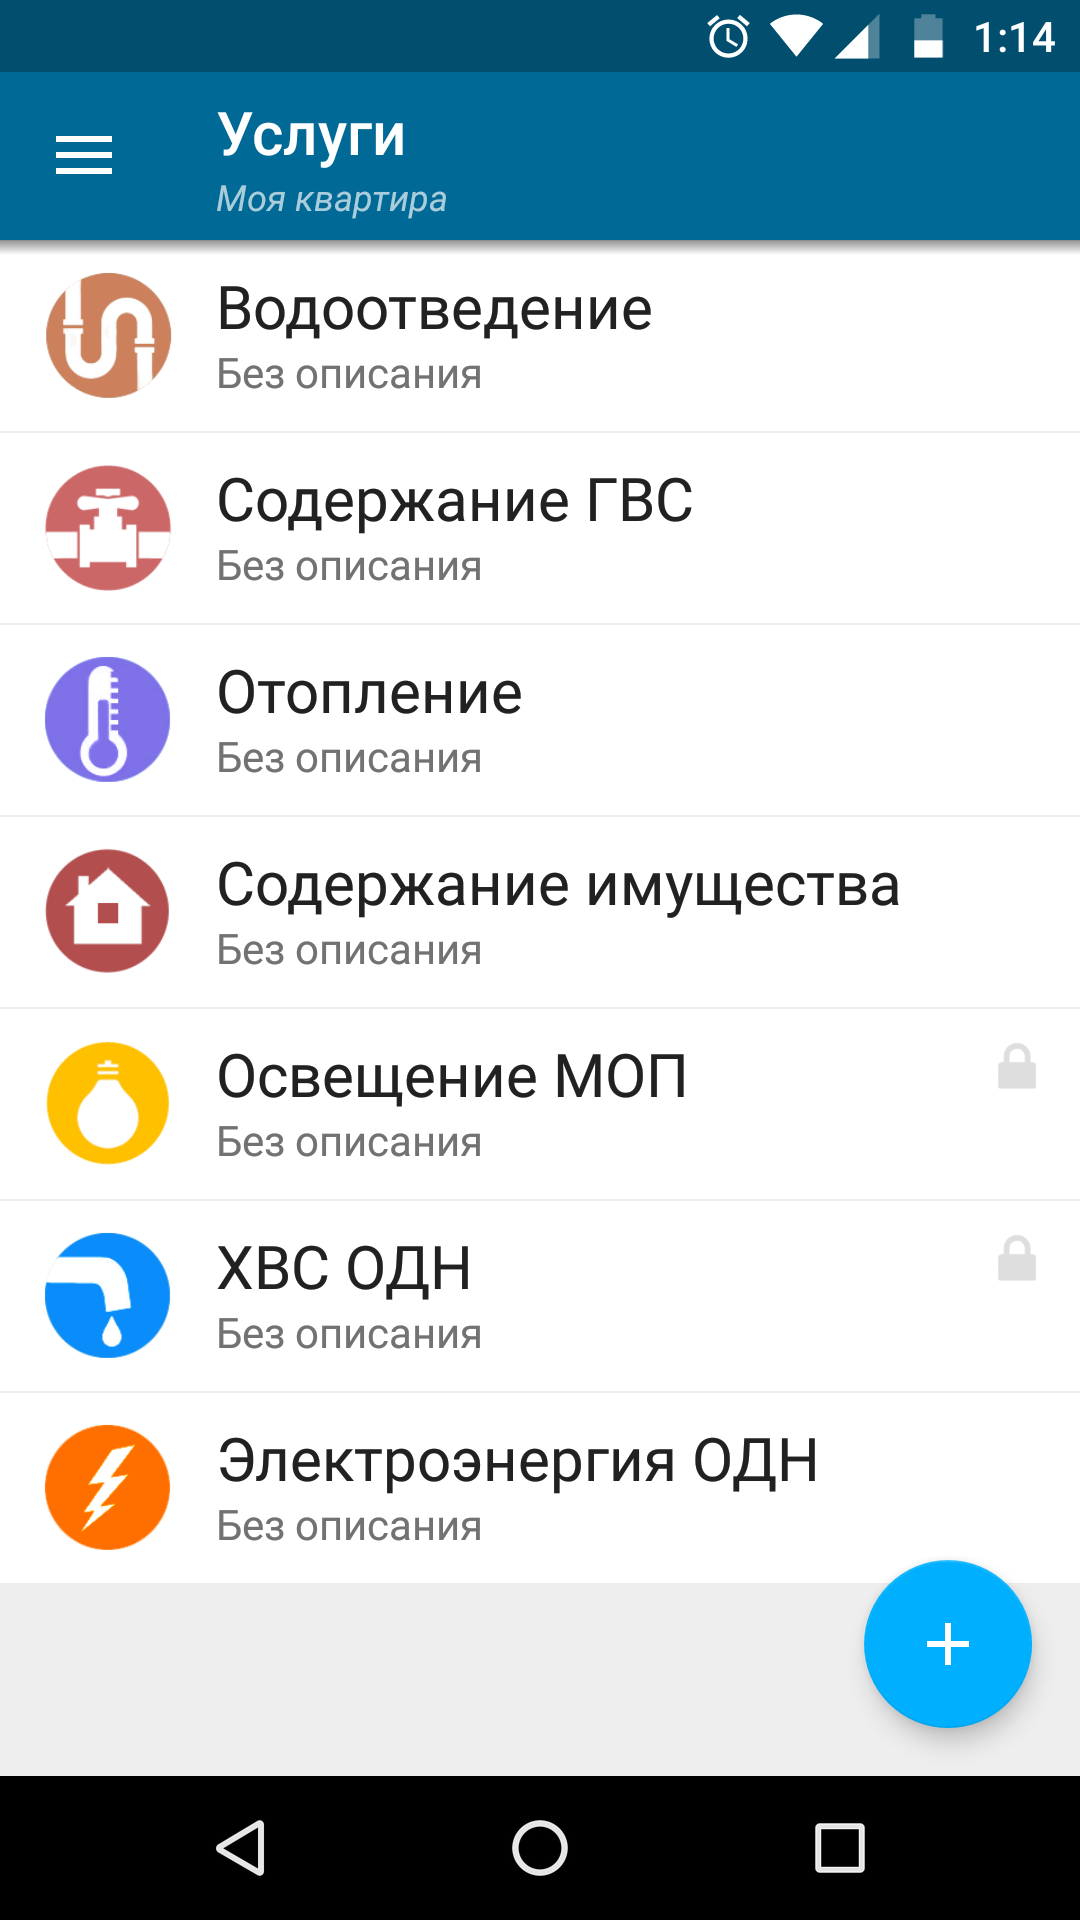 1:14
Услуги
Моя квартира
Водоотведение
Без описания
Содержание ГВС
Без описания
Отопление
Без описания
Содержание имущества
Без описания
Освещение МОП
Без описания
ХВС ОДН
Без описания
Электроэнергия ОДН
Без описания